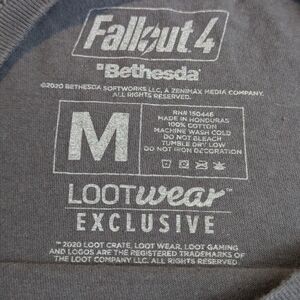 Fallout 4
Bethesda
©2020 BETHESDA SOFTWORKS LLC, A ZENIMAX MEDIA COMPANY.
ALL RIGHTS RESERVED.
M
RN# 150446
MADE IN HONDURAS
100% COTTON
MACHINE WASH COLD
DO NOT BLEACH
TUMBLE DRY LOW
DO NOT IRON DECORATION
LOOTwear™
EXCLUSIVE
™ 2020 LOOT CRATE, LOOT WEAR, LOOT GAMING
AND LOGOS ARE THE REGISTERED TRADEMARKS OF
THE LOOT COMPANY LLC. ALL RIGHTS RESERVED